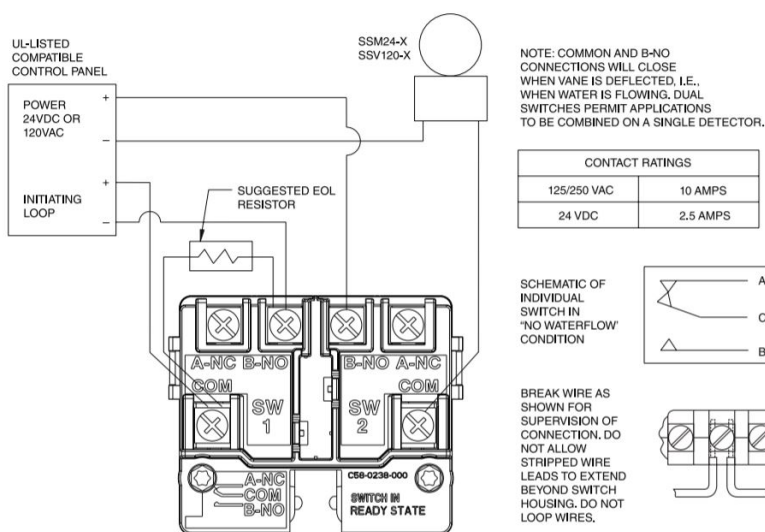 UL-LISTED
COMPATIBLE
CONTROL PANEL
POWER
24VDC OR
120VAC
+
–
+
INITIATING
LOOP
–
SUGGESTED EOL
RESISTOR
SSM24-X
SSV120-X
NOTE: COMMON AND B-NO
CONNECTIONS WILL CLOSE
WHEN VANE IS DEFLECTED, I.E.,
WHEN WATER IS FLOWING. DUAL
SWITCHES PERMIT APPLICATIONS
TO BE COMBINED ON A SINGLE DETECTOR.
CONTACT RATINGS
125/250 VAC 10 AMPS
24 VDC 2.5 AMPS
SCHEMATIC OF
INDIVIDUAL
SWITCH IN
"NO WATERFLOW"
CONDITION
A
C
B
BREAK WIRE AS
SHOWN FOR
SUPERVISION OF
CONNECTION. DO
NOT ALLOW
STRIPPED WIRE
LEADS TO EXTEND
BEYOND SWITCH
HOUSING. DO NOT
LOOP WIRES.
A-NC B-NO
COM
SW
1
B-NO A-NC
COM
SW
2
A-NC
COM
B-NO
C58-0238-000
SWITCH IN
READY STATE